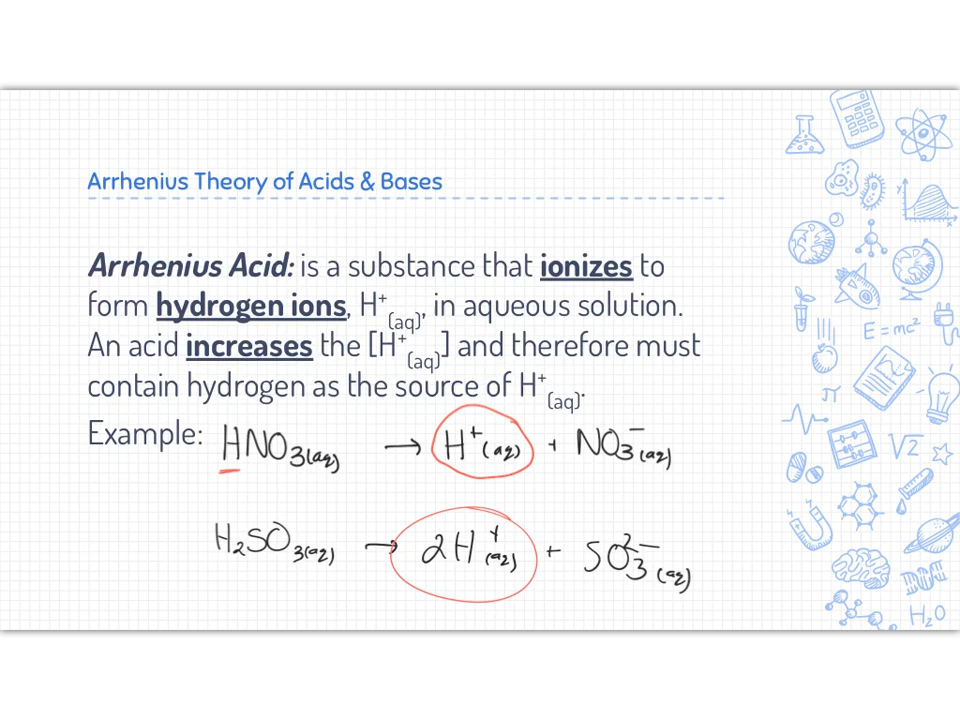 Arrhenius Theory of Acids & Bases
Arrhenius Acid: is a substance that ionizes to
form hydrogen ions, H⁺(aq), in aqueous solution.
An acid increases the [H⁺(aq)] and therefore must
contain hydrogen as the source of H⁺(aq).
Example: HNO₃(aq) → H⁺(aq) + NO₃⁻(aq)
H₂SO₃(aq) → 2H⁺(aq) + SO₃²⁻(aq)
y
x
E = mc²
π
√2
H₂O